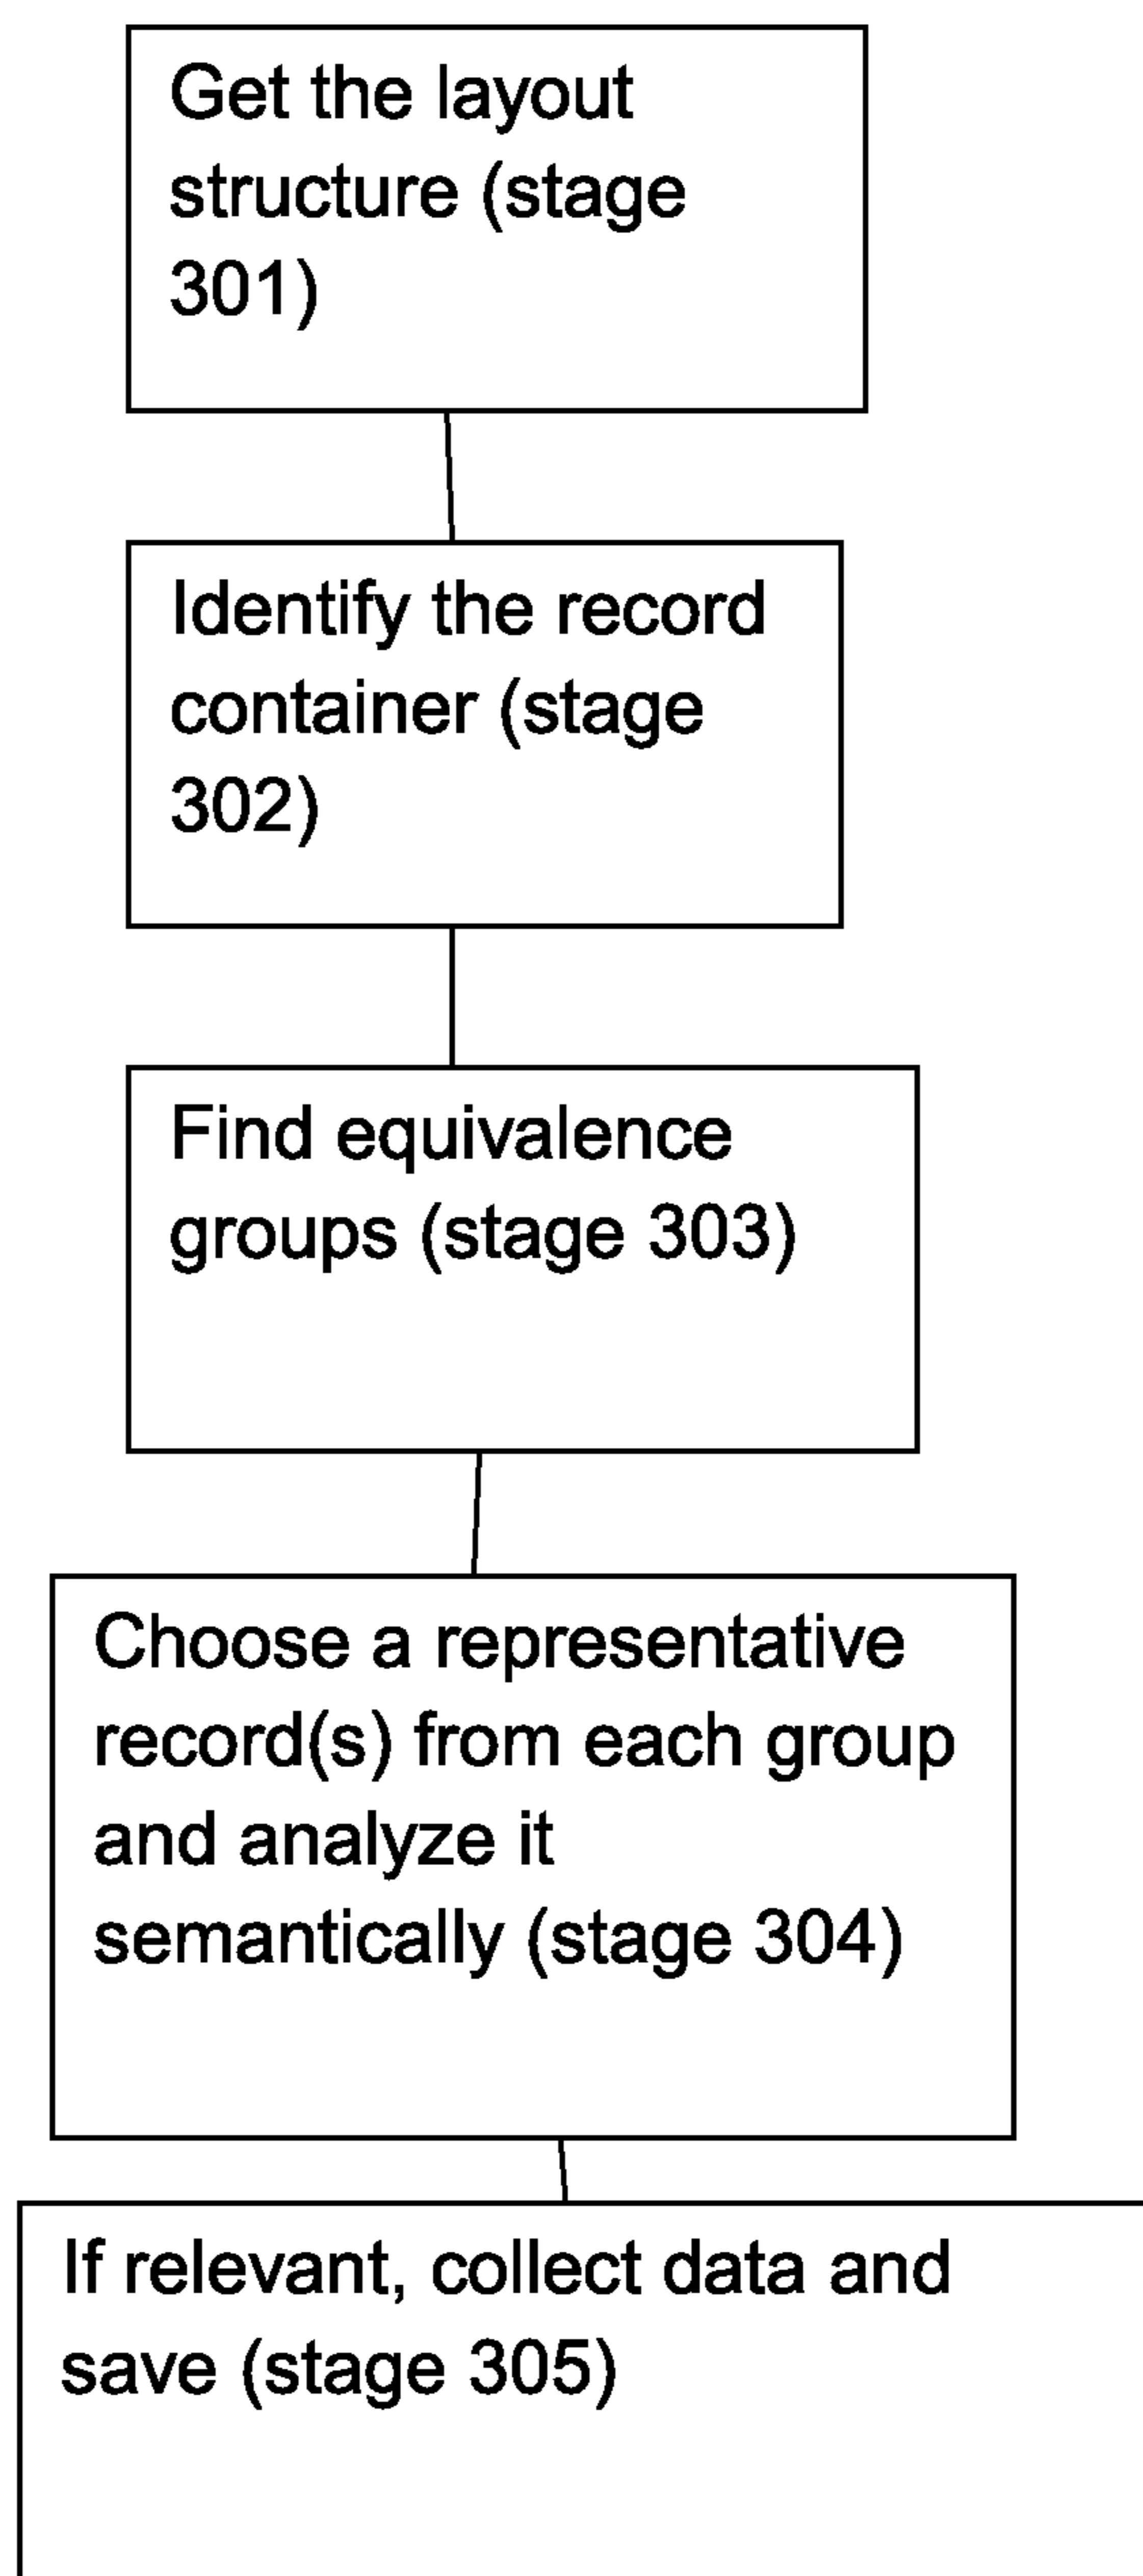 Get the layout
structure (stage
301)
Identify the record
container (stage
302)
Find equivalence
groups (stage 303)
Choose a representative
record(s) from each group
and analyze it
semantically (stage 304)
If relevant, collect data and
save (stage 305)